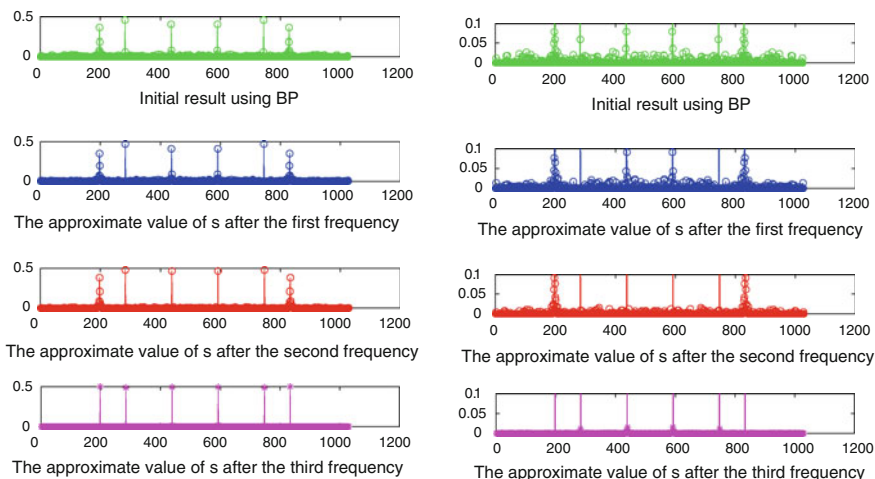 0.5
0
0 200 400 600 800 1000 1200
Initial result using BP
0.5
0
0 200 400 600 800 1000 1200
The approximate value of s after the first frequency
0.5
0
0 200 400 600 800 1000 1200
The approximate value of s after the second frequency
0.5
0
0 200 400 600 800 1000 1200
The approximate value of s after the third frequency
0.1
0.05
0
0 200 400 600 800 1000 1200
Initial result using BP
0.1
0.05
0
0 200 400 600 800 1000 1200
The approximate value of s after the first frequency
0.1
0.05
0
0 200 400 600 800 1000 1200
The approximate value of s after the second frequency
0.1
0.05
0
0 200 400 600 800 1000 1200
The approximate value of s after the third frequency